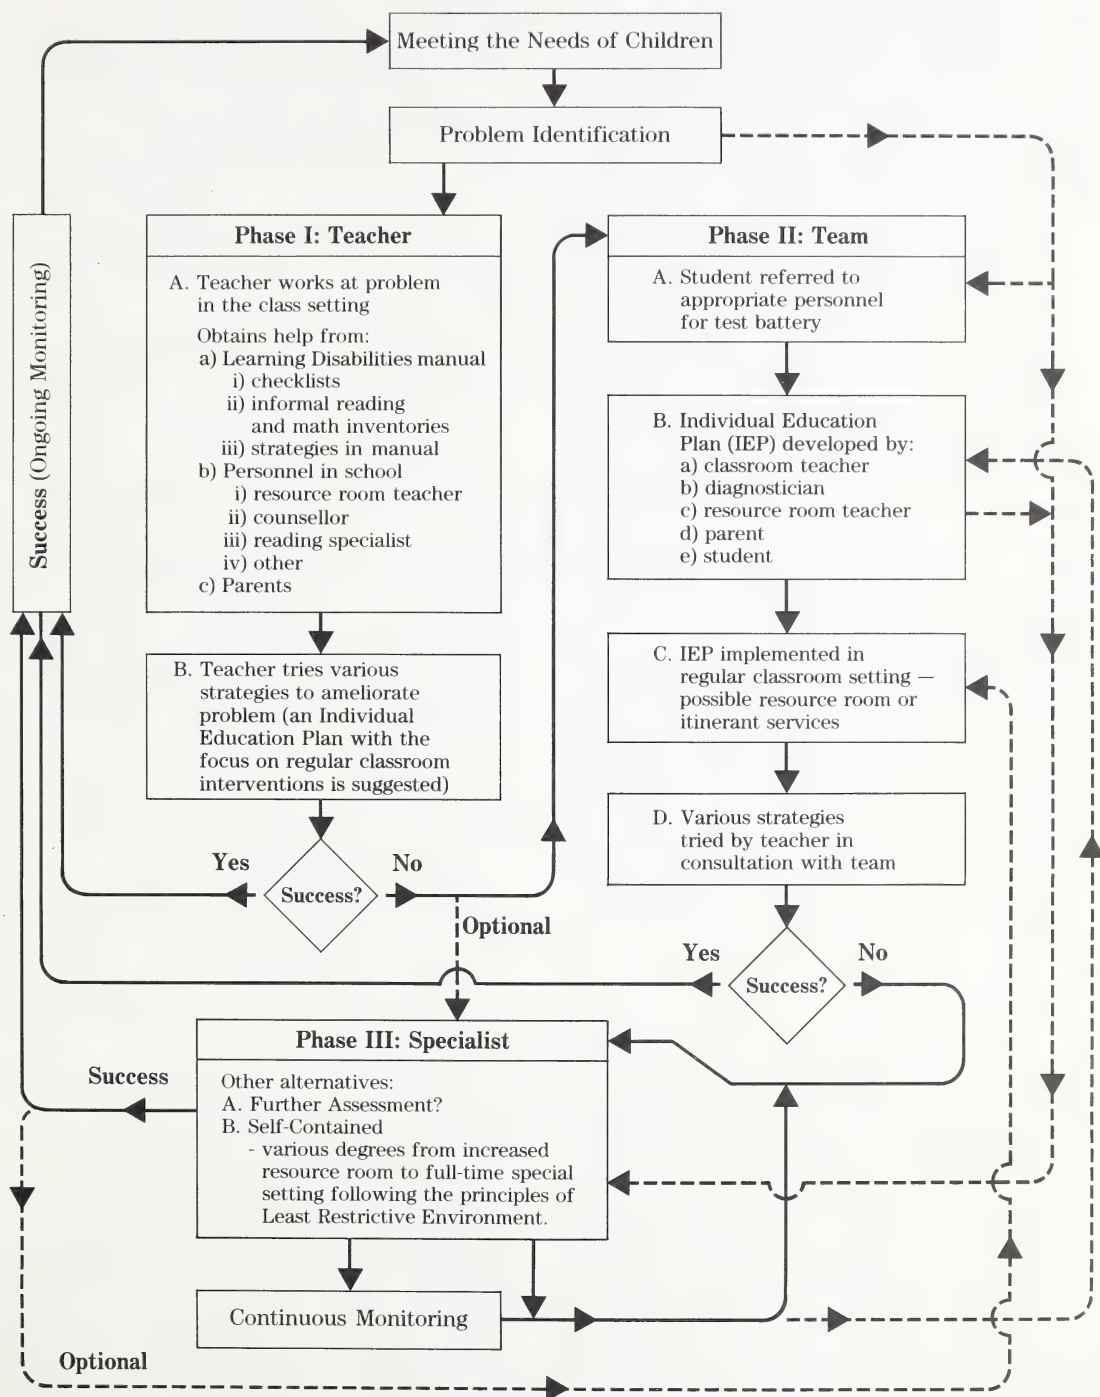 Meeting the Needs of Children
Problem Identification
Success (Ongoing Monitoring)
Phase I: Teacher
A. Teacher works at problem
in the class setting
Obtains help from:
a) Learning Disabilities manual
i) checklists
ii) informal reading
and math inventories
iii) strategies in manual
b) Personnel in school
i) resource room teacher
ii) counsellor
iii) reading specialist
iv) other
c) Parents
B. Teacher tries various
strategies to ameliorate
problem (an Individual
Education Plan with the
focus on regular classroom
interventions is suggested)
Yes
Success?
No
Optional
Phase II: Team
A. Student referred to
appropriate personnel
for test battery
B. Individual Education
Plan (IEP) developed by:
a) classroom teacher
b) diagnostician
c) resource room teacher
d) parent
e) student
C. IEP implemented in
regular classroom setting —
possible resource room or
itinerant services
D. Various strategies
tried by teacher in
consultation with team
Yes
Success?
No
Phase III: Specialist
Other alternatives:
A. Further Assessment?
B. Self-Contained
- various degrees from increased
resource room to full-time special
setting following the principles of
Least Restrictive Environment.
Success
Continuous Monitoring
Optional